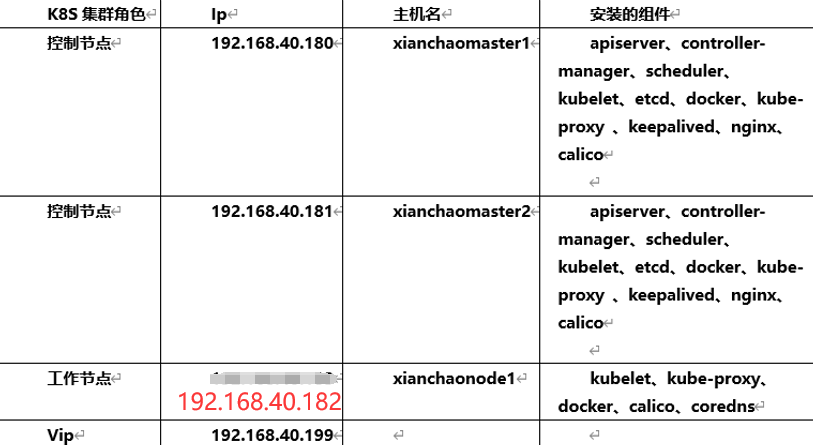 K8S 集群角色 Ip 主机名 安装的组件
控制节点 192.168.40.180 xianchaomaster1 apiserver、controller-
manager、scheduler、
kubelet、etcd、docker、kube-
proxy 、keepalived、nginx、
calico
控制节点 192.168.40.181 xianchaomaster2 apiserver、controller-
manager、scheduler、
kubelet、etcd、docker、kube-
proxy 、keepalived、nginx、
calico
工作节点 xianchaonode1 kubelet、kube-proxy、
192.168.40.182 docker、calico、coredns
Vip 192.168.40.199